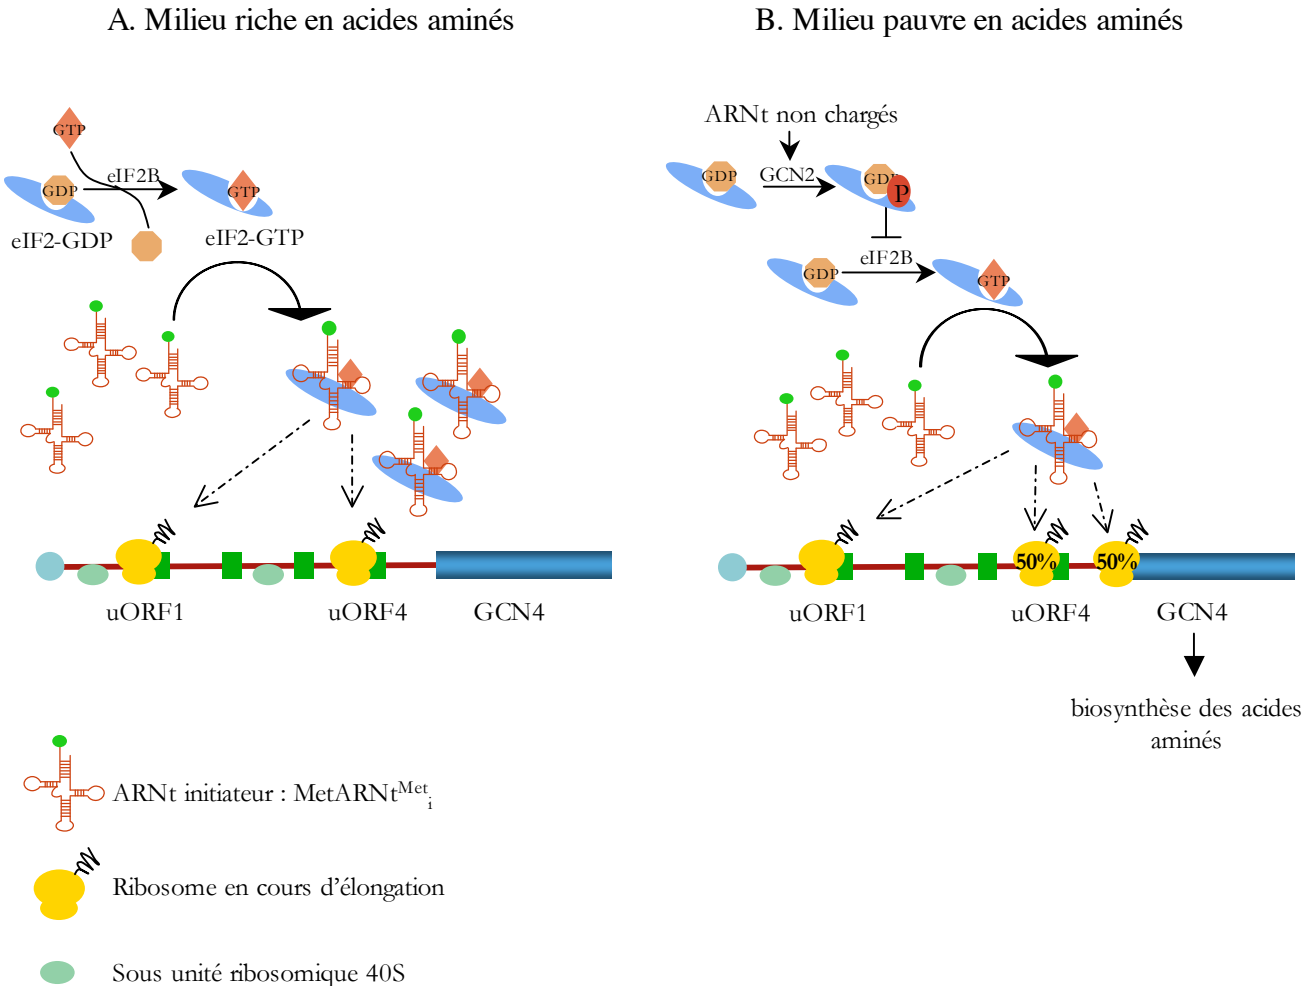 A. Milieu riche en acides aminés
GTP
GDP
eIF2B
GTP
eIF2-GDP
eIF2-GTP
uORF1
uORF4
GCN4
B. Milieu pauvre en acides aminés
ARNt non chargés
GDP
GCN2
GDP
P
GDP
eIF2B
GTP
50%
50%
uORF1
uORF4
GCN4
biosynthèse des acides
aminés
ARNt initiateur : MetARNtMet i
Ribosome en cours d'élongation
Sous unité ribosomique 40S